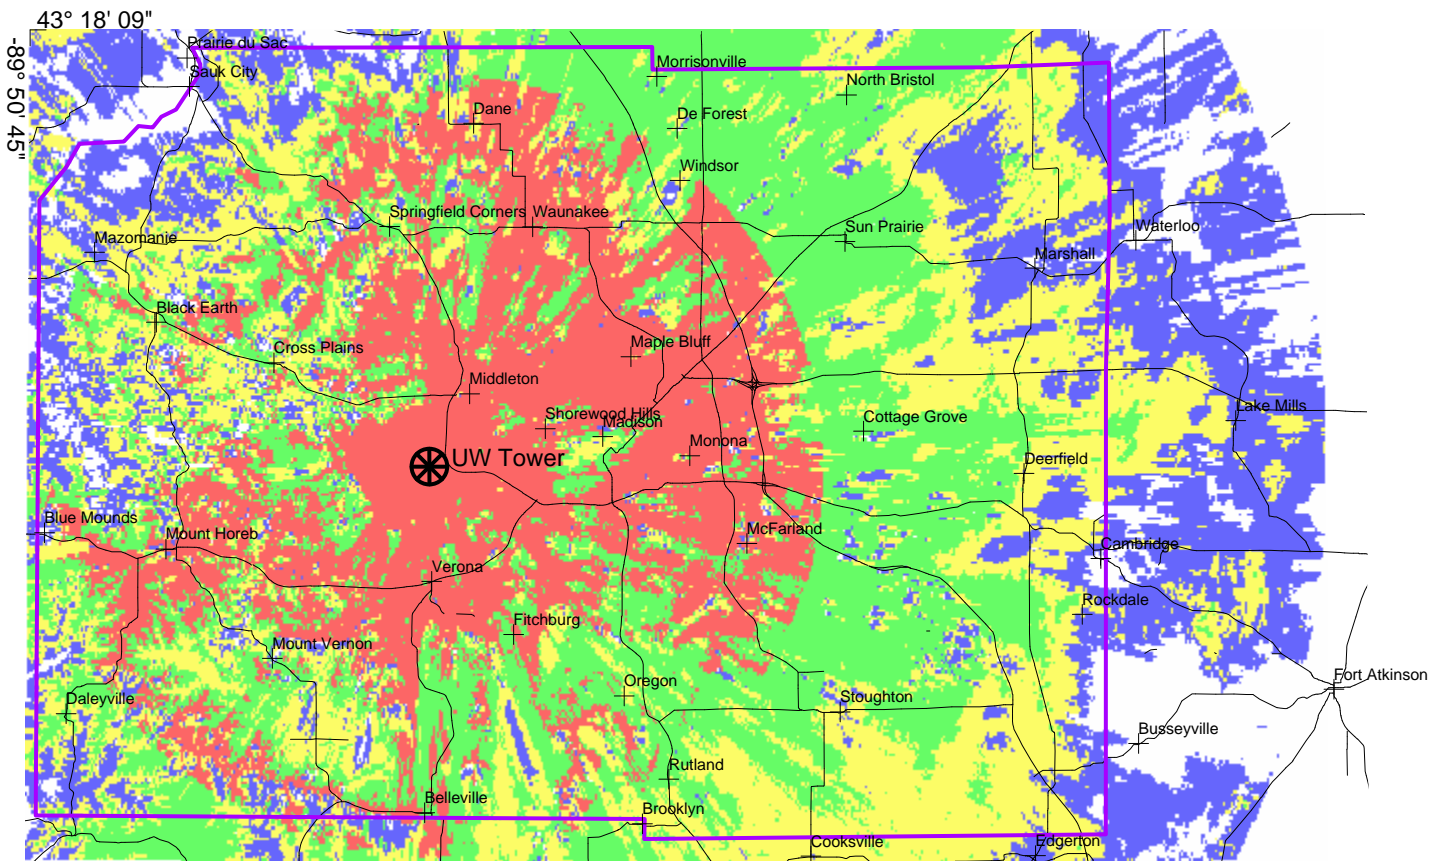 43° 18' 09"
-89° 50' 45"
Prairie du Sac
Sauk City
Morrisonville
North Bristol
Dane
De Forest
Windsor
Springfield Corners
Waunakee
Sun Prairie
Waterloo
Mazomanie
Marshall
Black Earth
Maple Bluff
Cross Plains
Middleton
Lake Mills
Shorewood Hills
Madison
Cottage Grove
Monona
UW Tower
Deerfield
Blue Mounds
Mount Horeb
McFarland
Cambridge
Verona
Rockdale
Fitchburg
Mount Vernon
Fort Atkinson
Oregon
Daleyville
Stoughton
Busseyville
Rutland
Belleville
Brooklyn
Cooksville
Edgerton